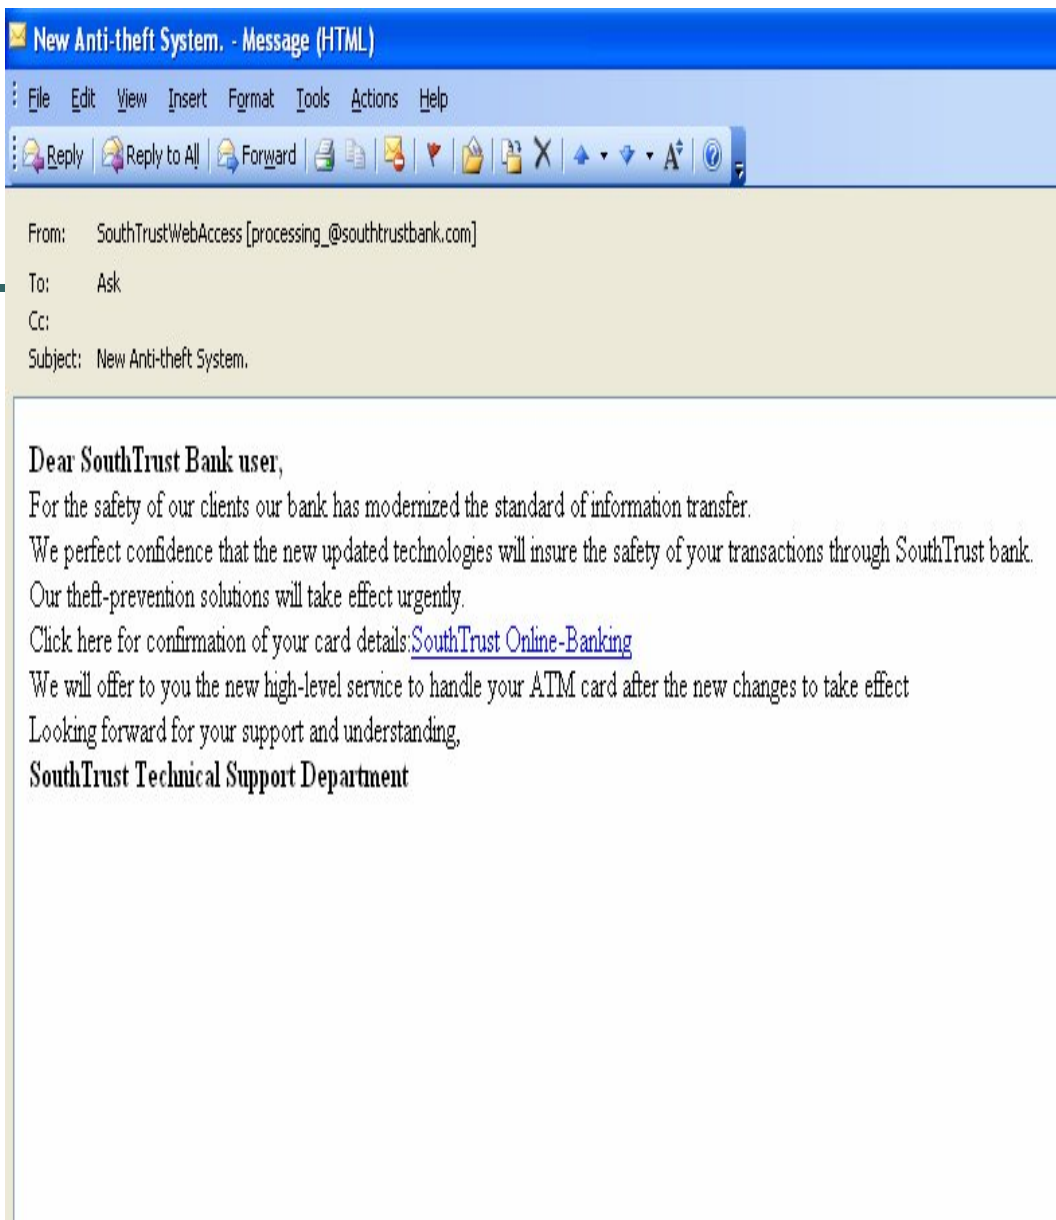 New Anti-theft System. - Message (HTML)
File Edit View Insert Format Tools Actions Help
Reply Reply to All Forward
From: SouthTrustWebAccess [processing_@southtrustbank.com]
To: Ask
Cc:
Subject: New Anti-theft System.
Dear SouthTrust Bank user,
For the safety of our clients our bank has modernized the standard of information transfer.
We perfect confidence that the new updated technologies will insure the safety of your transactions through SouthTrust bank.
Our theft-prevention solutions will take effect urgently.
Click here for confirmation of your card details:SouthTrust Online-Banking
We will offer to you the new high-level service to handle your ATM card after the new changes to take effect
Looking forward for your support and understanding,
SouthTrust Technical Support Department